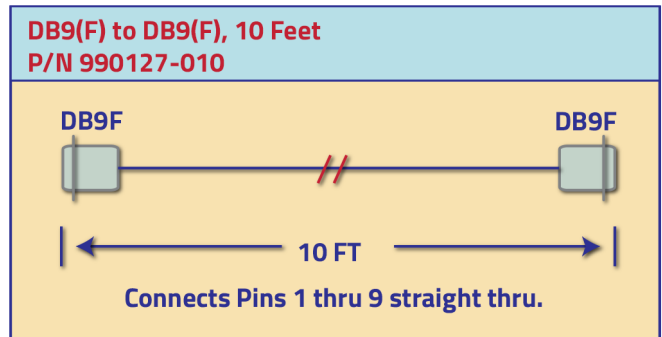 DB9(F) to DB9(F), 10 Feet
P/N 990127-010
DB9F
DB9F
10 FT
Connects Pins 1 thru 9 straight thru.